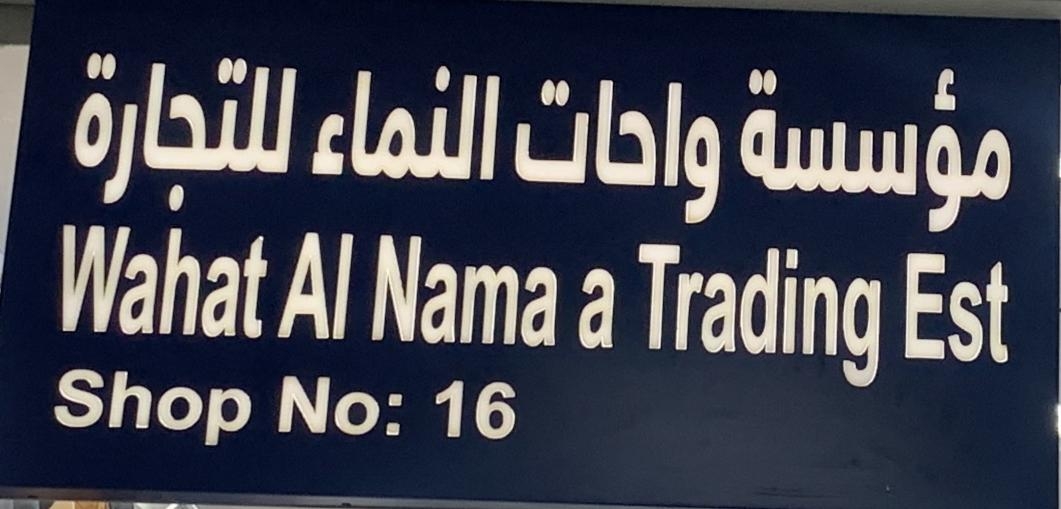 مؤسسة واحات النماء للتجارة
Wahat Al Nama a Trading Est
Shop No: 16